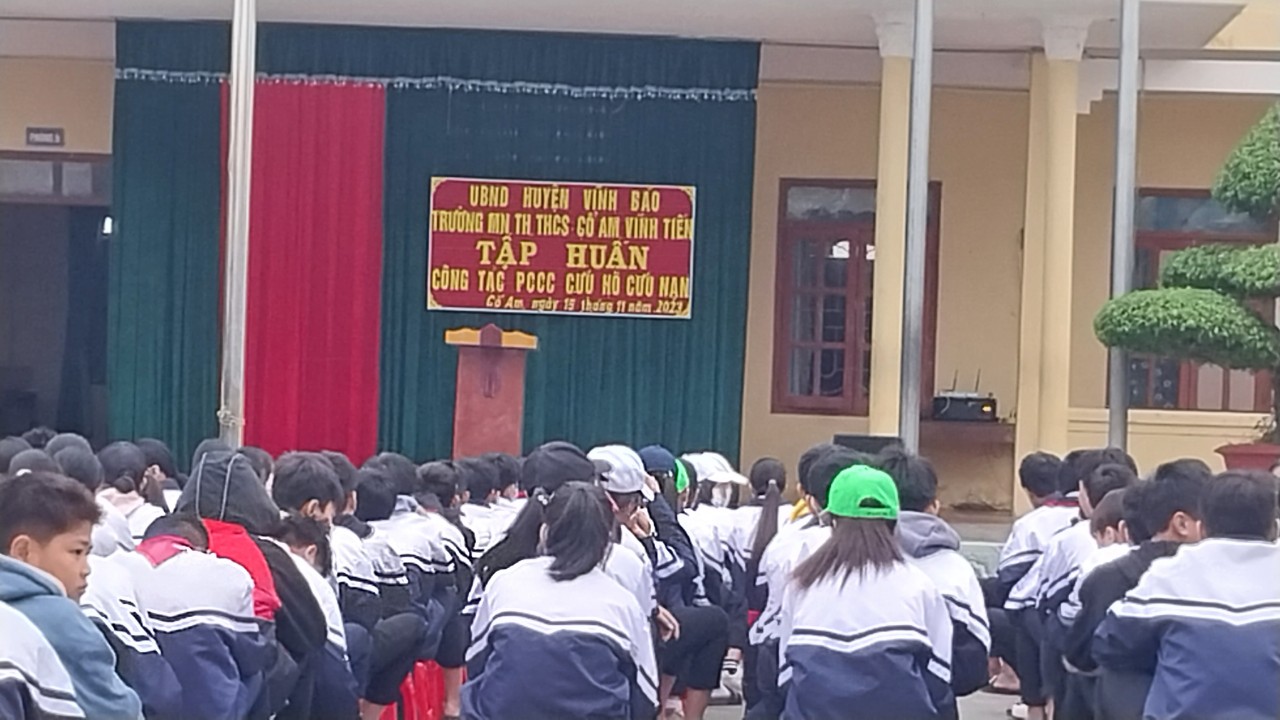 UBND HUYỆN VĨNH BẢO
TRƯỜNG MN, TH, THCS CỔ AM VĨNH TIẾN
TẬP HUẤN
CÔNG TÁC PCCC CỨU HỘ CỨU NẠN
Cổ Am, ngày 15 tháng 11 năm 2023